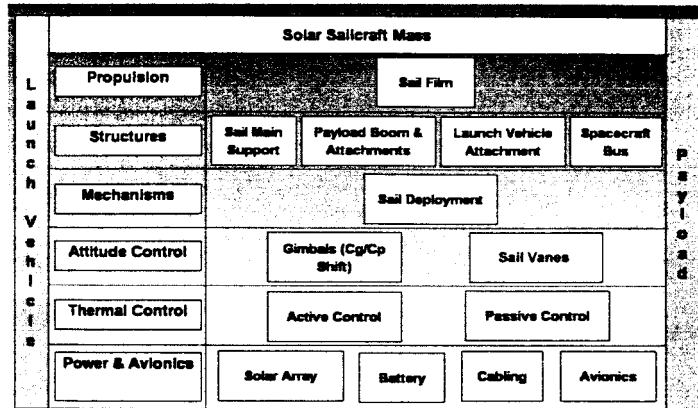 Solar Sailcraft Mass
Launch Vehicle
Propulsion
Sail Film
Structures
Sail Main
Support
Payload Boom &
Attachments
Launch Vehicle
Attachment
Spacecraft
Bus
Mechanisms
Sail Deployment
Attitude Control
Gimbals (Cg/Cp
Shift)
Sail Vanes
Thermal Control
Active Control
Passive Control
Power & Avionics
Solar Array
Battery
Cabling
Avionics
Payload